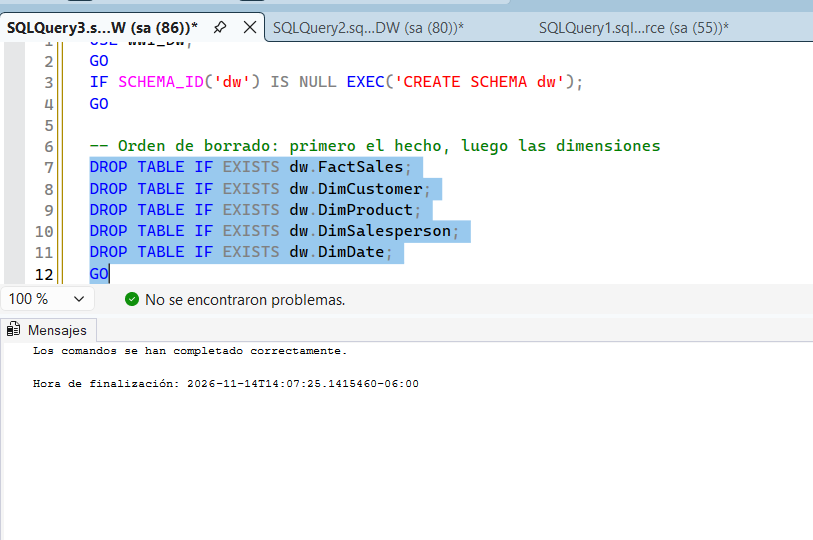 SQLQuery3.s...W (sa (86))* SQLQuery2.sq...DW (sa (80))* SQLQuery1.sql...rce (sa (55))*
1 USE WWI_DW;
2 GO
3 IF SCHEMA_ID('dw') IS NULL EXEC('CREATE SCHEMA dw');
4 GO
5
6 -- Orden de borrado: primero el hecho, luego las dimensiones
7 DROP TABLE IF EXISTS dw.FactSales;
8 DROP TABLE IF EXISTS dw.DimCustomer;
9 DROP TABLE IF EXISTS dw.DimProduct;
10 DROP TABLE IF EXISTS dw.DimSalesperson;
11 DROP TABLE IF EXISTS dw.DimDate;
12 GO
100 % No se encontraron problemas.
Mensajes
Los comandos se han completado correctamente.
Hora de finalización: 2026-11-14T14:07:25.1415460-06:00